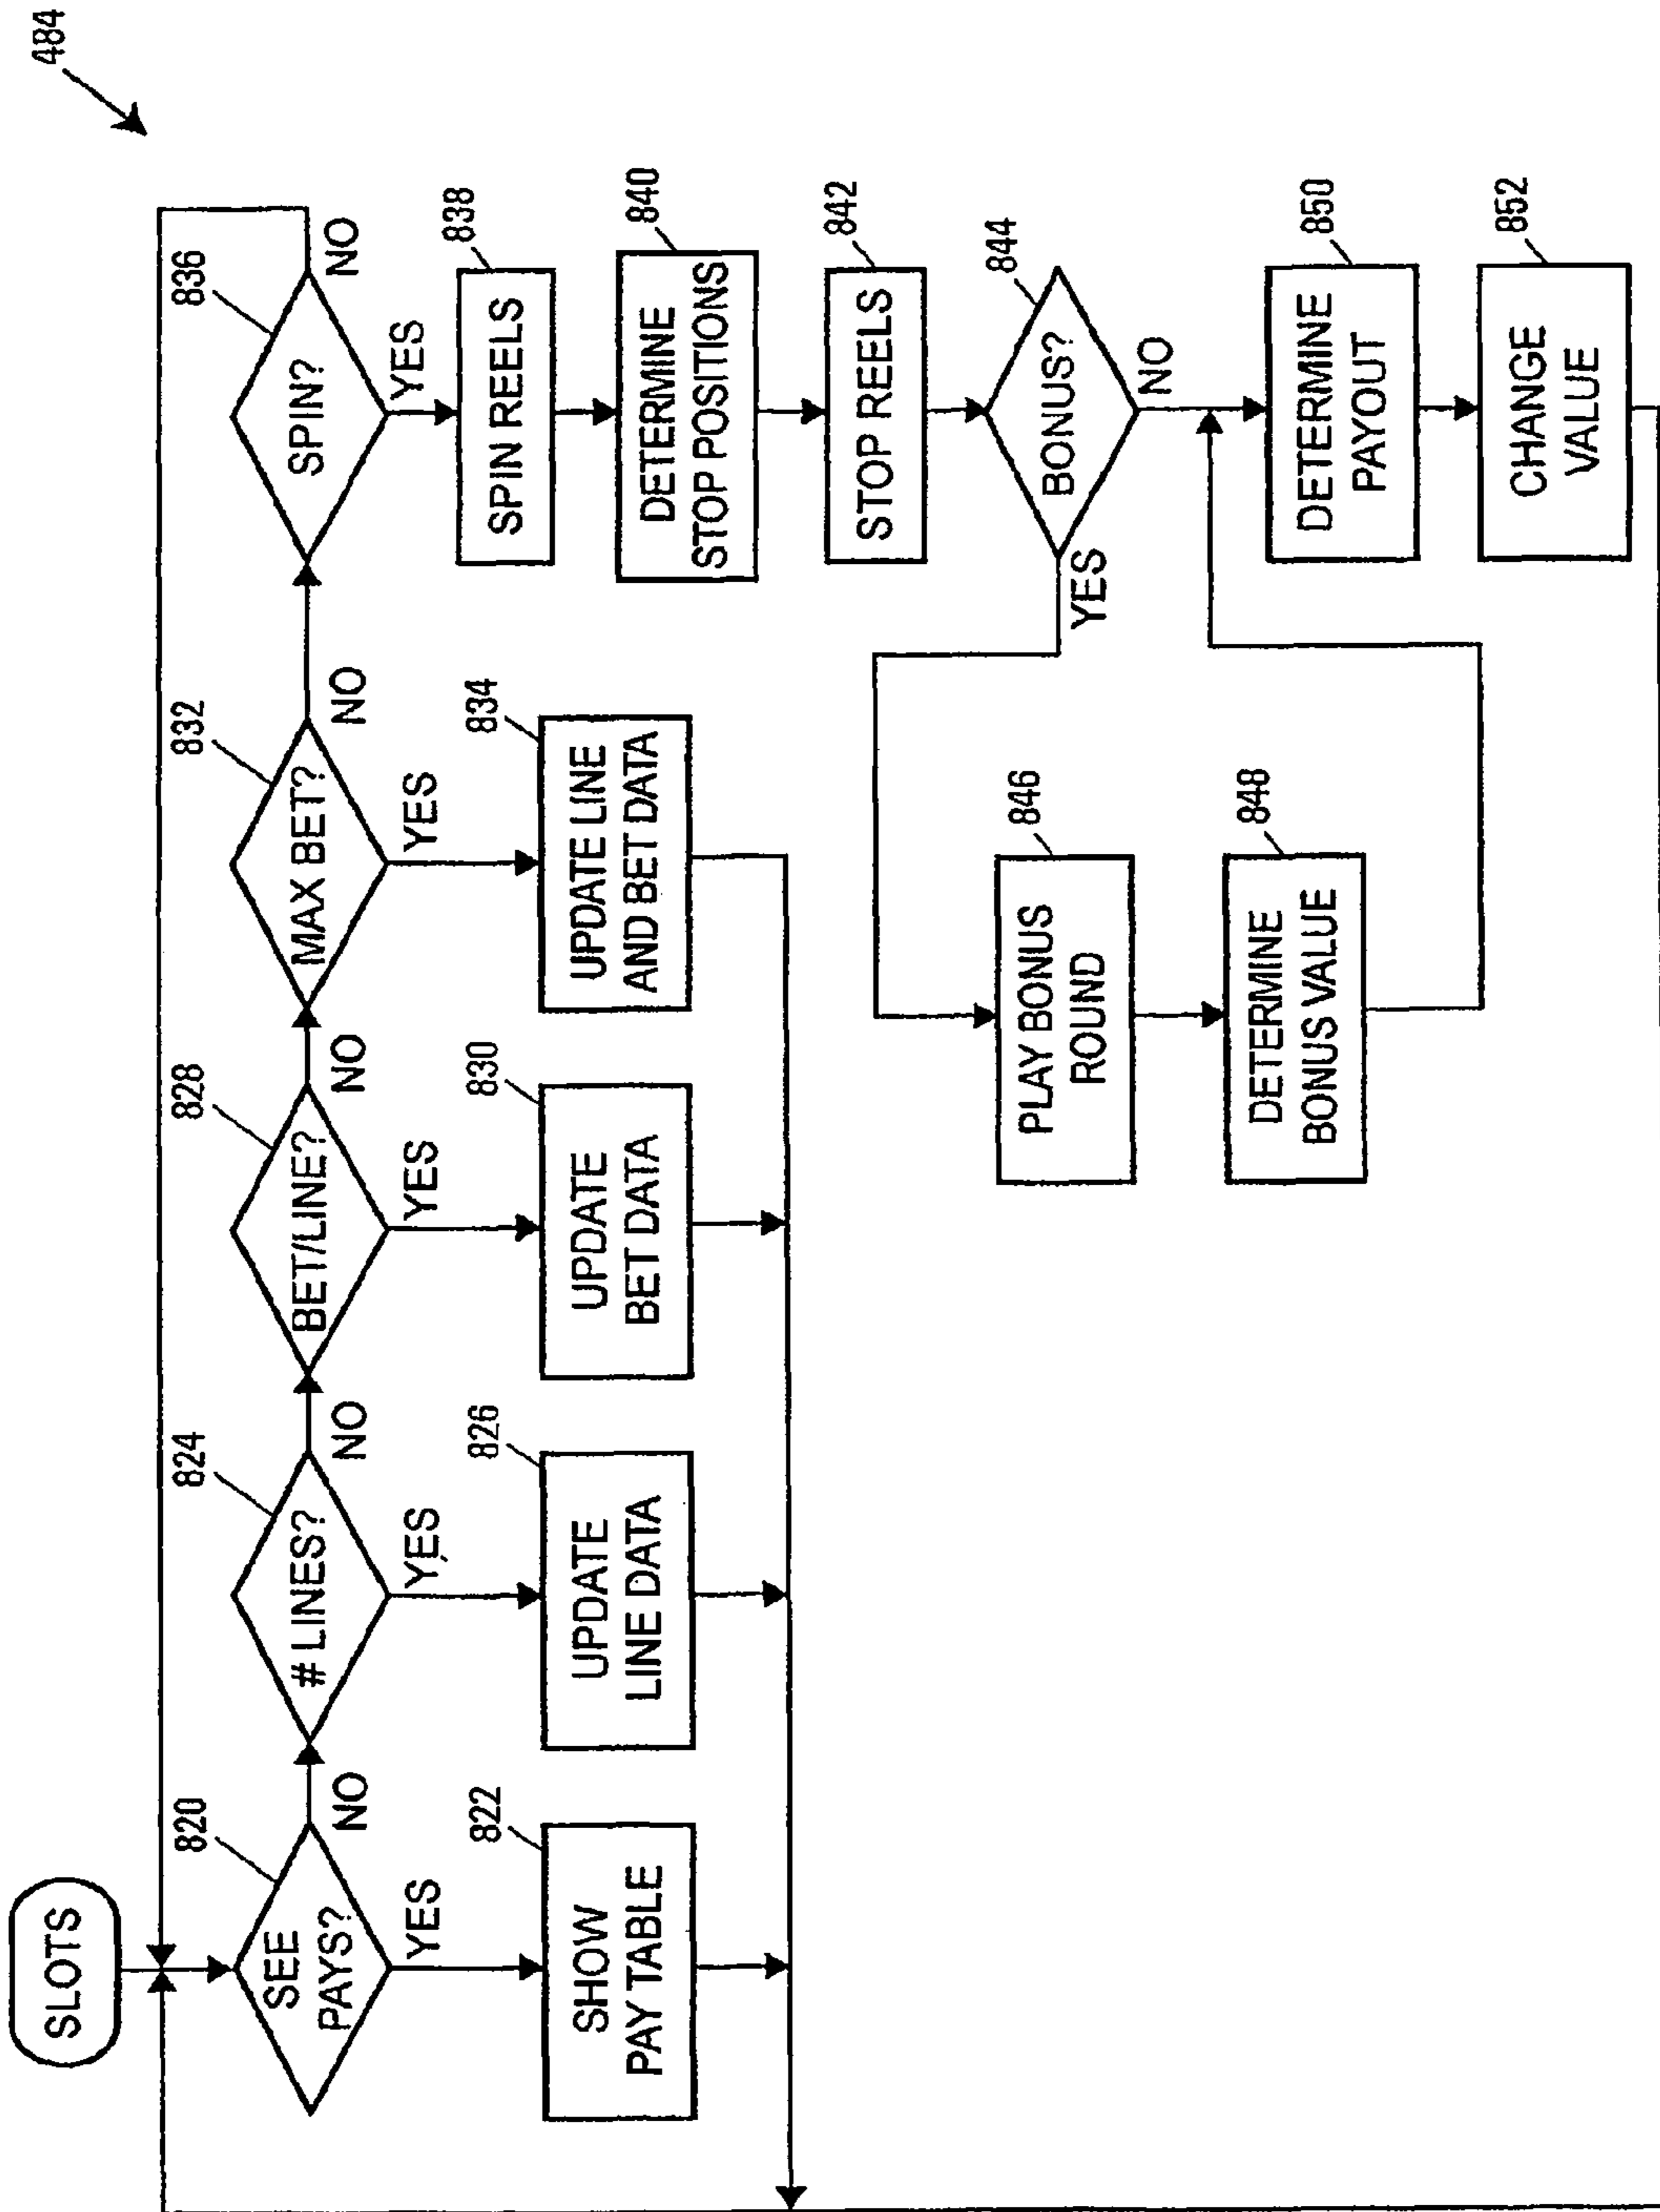 484
SLOTS
820
SEE
PAYS?
NO
YES
822
SHOW
PAY TABLE
824
# LINES?
NO
YES
826
UPDATE
LINE DATA
828
BET/LINE?
NO
YES
830
UPDATE
BET DATA
832
MAX BET?
NO
YES
834
UPDATE LINE
AND BET DATA
836
SPIN?
NO
YES
838
SPIN REELS
840
DETERMINE
STOP POSITIONS
842
STOP REELS
844
BONUS?
YES
NO
846
PLAY BONUS
ROUND
848
DETERMINE
BONUS VALUE
850
DETERMINE
PAYOUT
852
CHANGE
VALUE